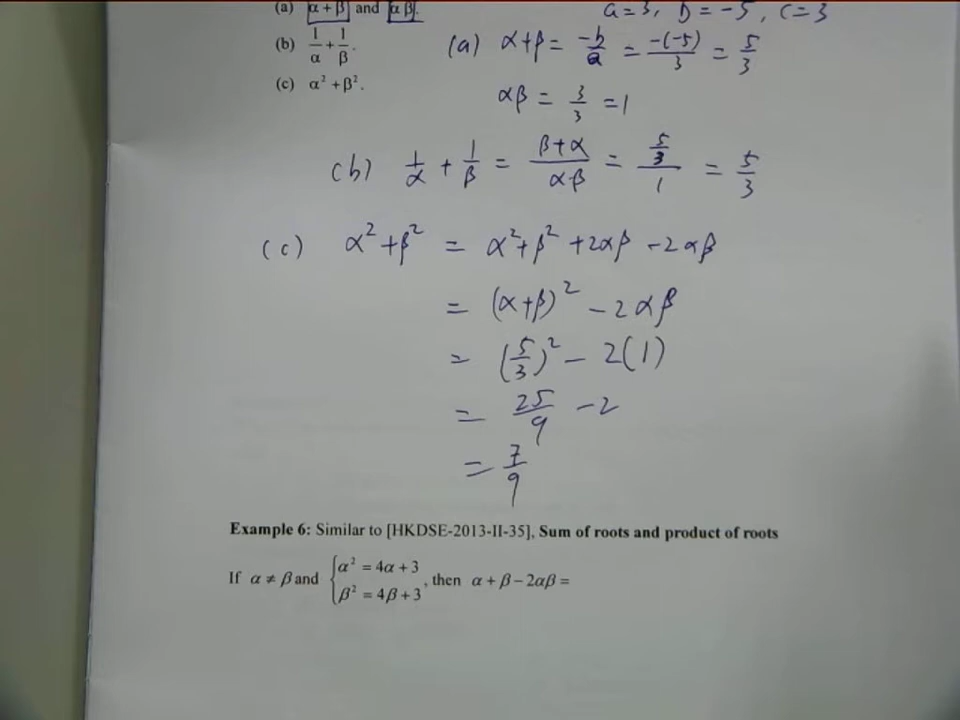 (a) α + β and α β.
a = 3, b = -5, c = 3
(b) 1/α + 1/β.
(c) α² + β².
(a) α+β = -b/a = -(-5)/3 = 5/3
αβ = 3/3 = 1
(b) 1/α + 1/β = (β+α)/(αβ) = (5/3)/1 = 5/3
(c) α²+β² = α²+β² +2αβ -2αβ
= (α+β)² - 2αβ
= (5/3)² - 2(1)
= 25/9 - 2
= 7/9
Example 6: Similar to [HKDSE-2013-II-35], Sum of roots and product of roots
If α ≠ β and { α² = 4α + 3
β² = 4β + 3 , then α + β − 2αβ =